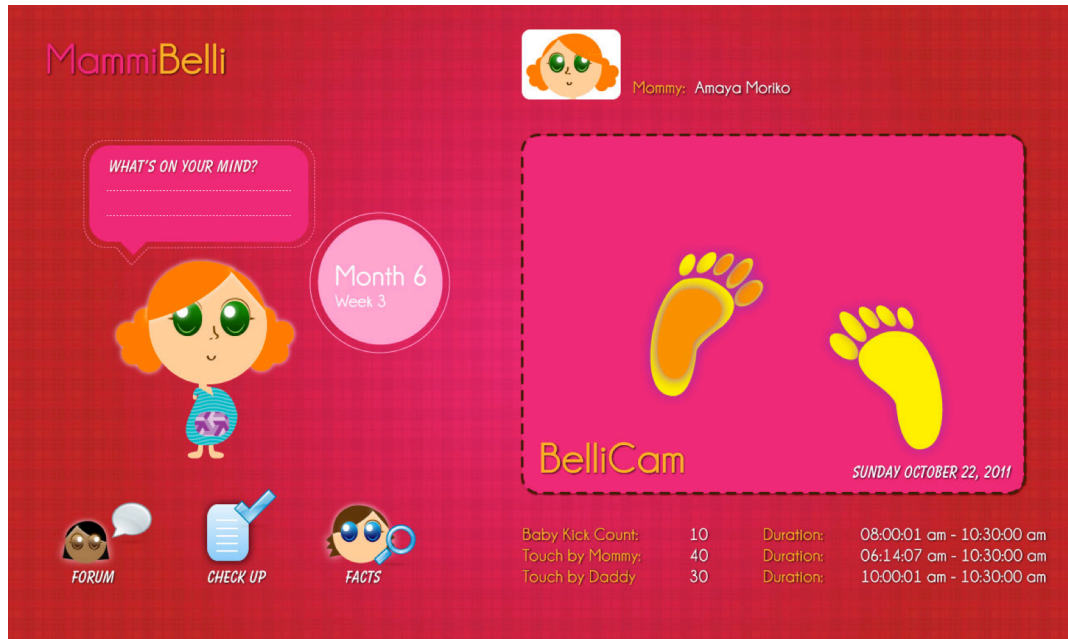 MammiBelli
Mommy: Amaya Moriko
WHAT'S ON YOUR MIND?
Month 6
Week 3
BelliCam
SUNDAY OCTOBER 22, 2011
FORUM
CHECK UP
FACTS
Baby Kick Count: 10 Duration: 08:00:01 am - 10:30:00 am
Touch by Mommy: 40 Duration: 06:14:07 am - 10:30:00 am
Touch by Daddy 30 Duration: 10:00:01 am - 10:30:00 am